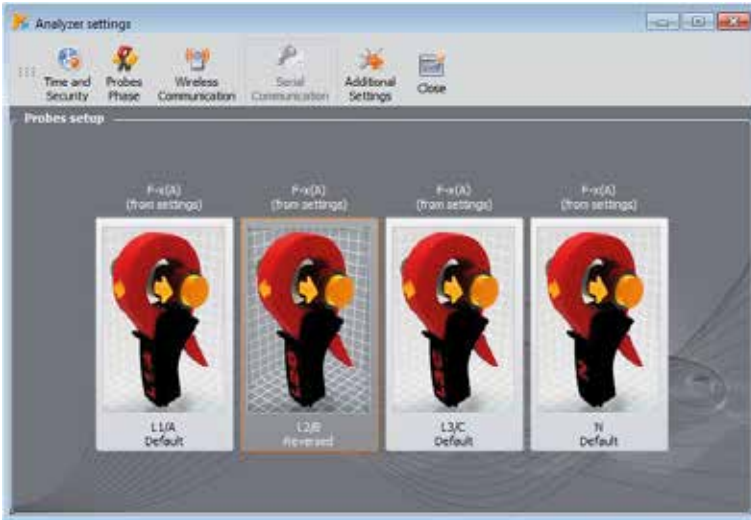 Analyzer settings
Time and Security
Probes Phase
Wireless Communication
Serial Communication
Additional Settings
Close
Probes setup
F-x(A)
(from settings)
F-x(A)
(from settings)
F-x(A)
(from settings)
F-x(A)
(from settings)
L1/A
Default
L2/B
Reversed
L3/C
Default
N
Default